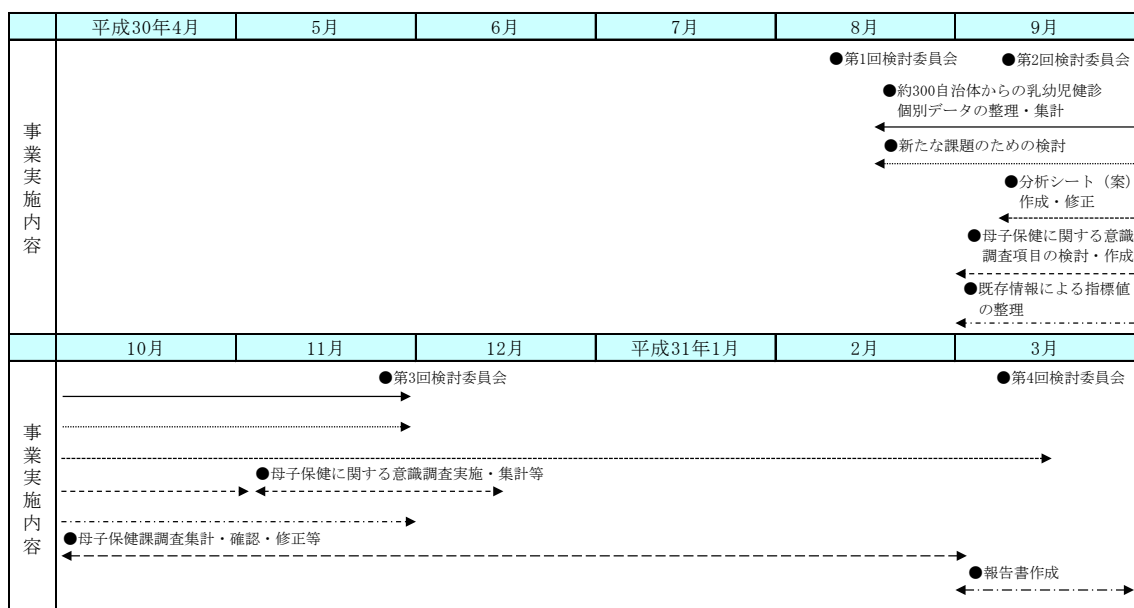 平成30年4月 5月 6月 7月 8月 9月
事業実施内容
●第1回検討委員会 ●第2回検討委員会
●約300自治体からの乳幼児健診
個別データの整理・集計
●新たな課題のための検討
●分析シート（案）
作成・修正
●母子保健に関する意識
調査項目の検討・作成
●既存情報による指標値
の整理
10月 11月 12月 平成31年1月 2月 3月
事業実施内容
●第3回検討委員会 ●第4回検討委員会
●母子保健に関する意識調査実施・集計等
●母子保健課調査集計・確認・修正等
●報告書作成